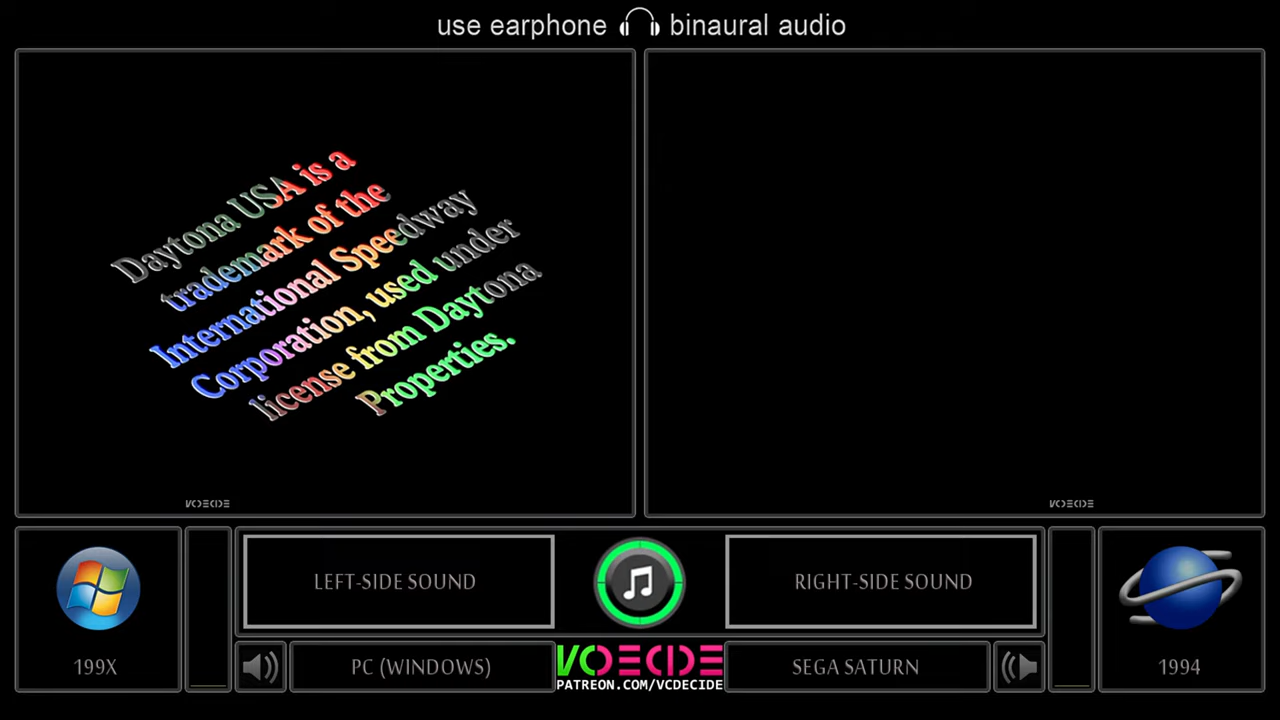 use earphone binaural audio
Daytona USA is a
trademark of the
International Speedway
Corporation, used under
license from Daytona
Properties.
VCDECIDE
VCDECIDE
LEFT-SIDE SOUND
RIGHT-SIDE SOUND
199X
PC (WINDOWS)
VCDECIDE
PATREON.COM/VCDECIDE
SEGA SATURN
1994